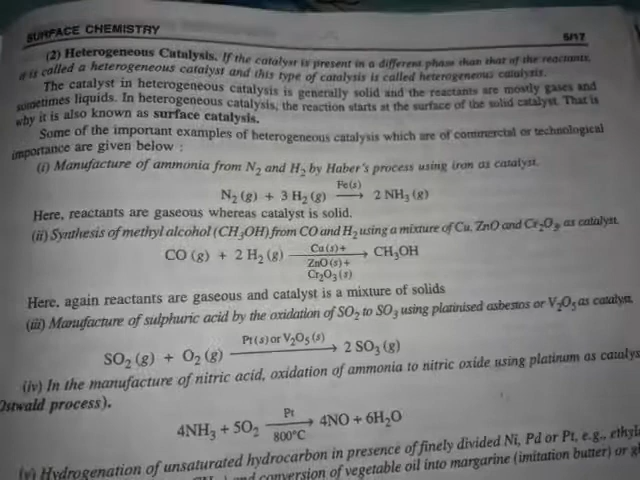 SURFACE CHEMISTRY 5/17
(2) Heterogeneous Catalysis. If the catalyst is present in a different phase than that of the reactants,
it is called a heterogeneous catalyst and this type of catalysis is called heterogeneous catalysis.
The catalyst in heterogeneous catalysis is generally solid and the reactants are mostly gases and
sometimes liquids. In heterogeneous catalysis, the reaction starts at the surface of the solid catalyst. That is
why it is also known as surface catalysis.
Some of the important examples of heterogeneous catalysis which are of commercial or technological
importance are given below :
(i) Manufacture of ammonia from N₂ and H₂ by Haber's process using iron as catalyst.
Fe(s)
N₂ (g) + 3 H₂ (g) ⟶ 2 NH₃ (g)
Here, reactants are gaseous whereas catalyst is solid.
(ii) Synthesis of methyl alcohol (CH₃OH) from CO and H₂ using a mixture of Cu, ZnO and Cr₂O₃ as catalyst.
Cu (s) +
CO (g) + 2 H₂ (g) ⟶ CH₃OH
ZnO (s) +
Cr₂O₃ (s)
Here, again reactants are gaseous and catalyst is a mixture of solids
(iii) Manufacture of sulphuric acid by the oxidation of SO₂ to SO₃ using platinised asbestos or V₂O₅ as catalyst.
Pt (s) or V₂O₅ (s)
SO₂ (g) + O₂ (g) ⟶ 2 SO₃ (g)
(iv) In the manufacture of nitric acid, oxidation of ammonia to nitric oxide using platinum as catalys
Ostwald process).
Pt
4NH₃ + 5O₂ ⟶ 4NO + 6H₂O
800°C
(v) Hydrogenation of unsaturated hydrocarbon in presence of finely divided Ni, Pd or Pt, e.g., ethyl
and conversion of vegetable oil into margarine (imitation butter) or